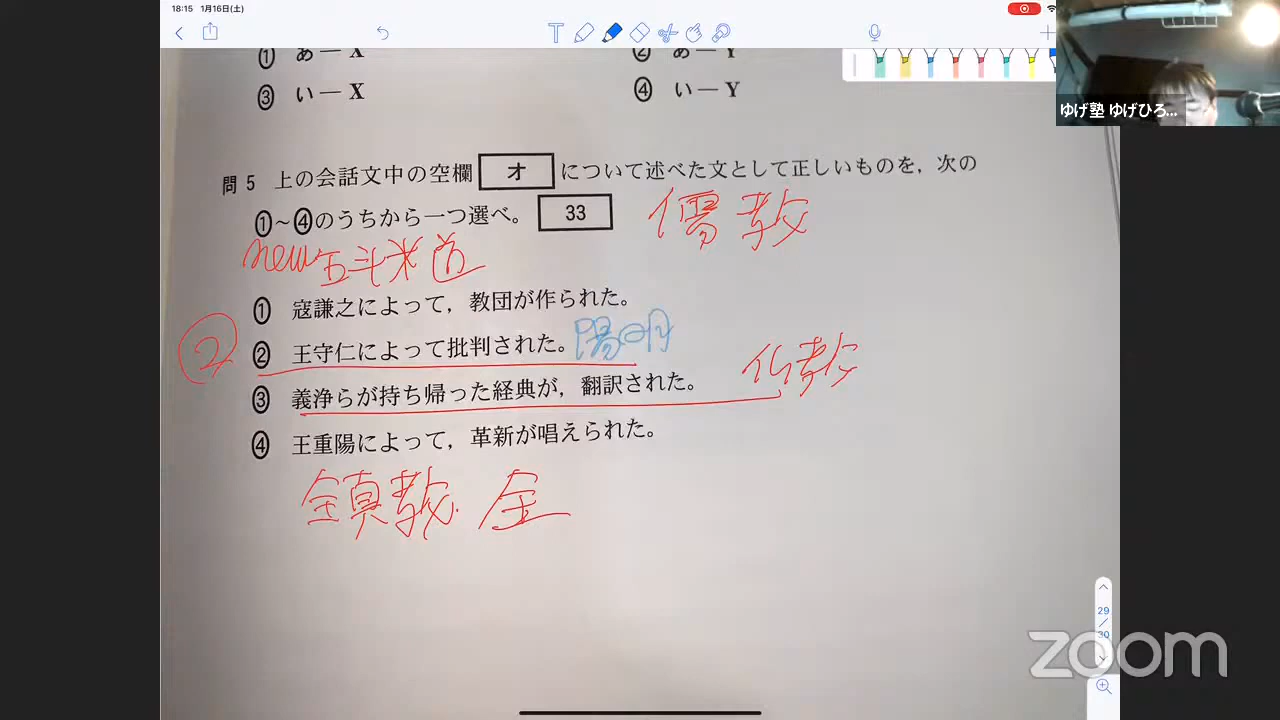 18:15 1月16日(土)
① あ — X ② あ — Y
③ い — X ④ い — Y
ゆげ塾 ゆげひろ...
問5 上の会話文中の空欄 オ について述べた文として正しいものを，次の
①～④のうちから一つ選べ。 33
儒教
new五斗米道
① 寇謙之によって，教団が作られた。
② ② 王守仁によって批判された。陽明
③ 義浄らが持ち帰った経典が，翻訳された。 仏教
④ 王重陽によって，革新が唱えられた。
全真教 金
29
/
30
zoom